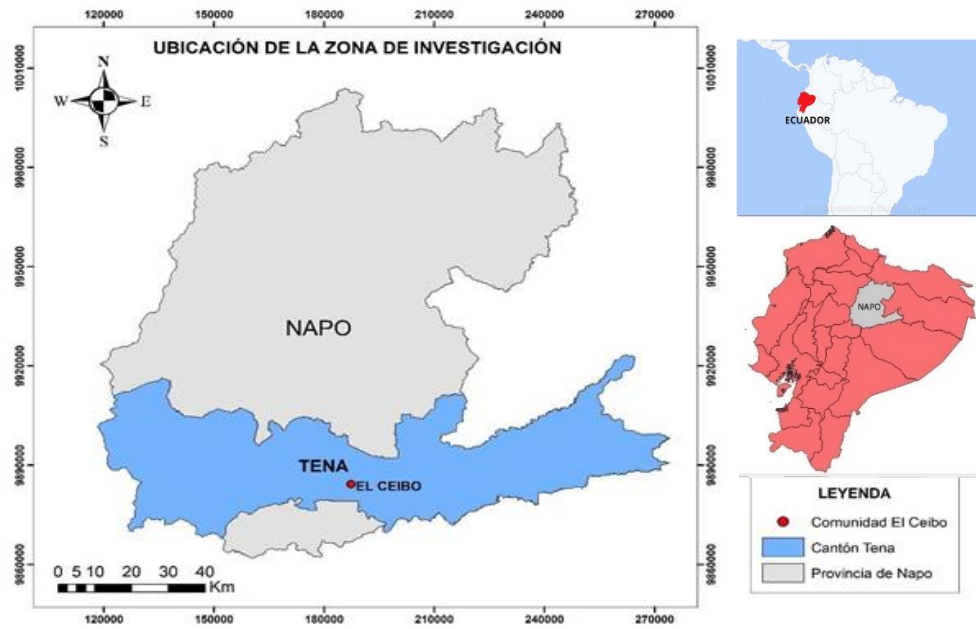 120000 150000 180000 210000 240000 270000
UBICACIÓN DE LA ZONA DE INVESTIGACIÓN
N
W E
S
10010000 10010000
9980000 9980000
9950000 9950000
9920000 9920000
9890000 9890000
9860000 9860000
NAPO
TENA
EL CEIBO
0 5 10 20 30 40
Km
120000 150000 180000 210000 240000 270000
ECUADOR
NAPO
LEYENDA
Comunidad El Ceibo
Cantón Tena
Provincia de Napo